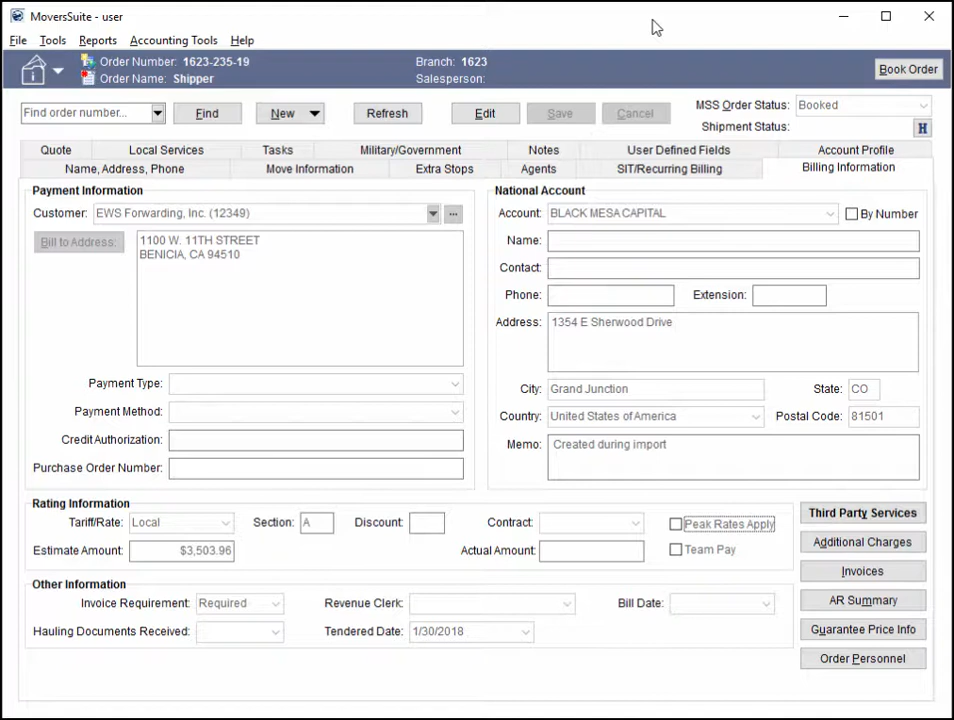 MoversSuite - user
File Tools Reports Accounting Tools Help
Order Number: 1623-235-19
Order Name: Shipper
Branch: 1623
Salesperson:
Book Order
Find order number... Find New Refresh Edit Save Cancel
MSS Order Status: Booked
Shipment Status: H
Quote Local Services Tasks Military/Government Notes User Defined Fields Account Profile
Name, Address, Phone Move Information Extra Stops Agents SIT/Recurring Billing Billing Information
Payment Information
Customer: EWS Forwarding, Inc. (12349) ...
Bill to Address: 1100 W. 11TH STREET
BENICIA, CA 94510
Payment Type:
Payment Method:
Credit Authorization:
Purchase Order Number:
National Account
Account: BLACK MESA CAPITAL By Number
Name:
Contact:
Phone: Extension:
Address: 1354 E Sherwood Drive
City: Grand Junction State: CO
Country: United States of America Postal Code: 81501
Memo: Created during import
Rating Information
Tariff/Rate: Local Section: A Discount: Contract: Peak Rates Apply
Estimate Amount: $3,503.96 Actual Amount: Team Pay
Other Information
Invoice Requirement: Required Revenue Clerk: Bill Date:
Hauling Documents Received: Tendered Date: 1/30/2018
Third Party Services
Additional Charges
Invoices
AR Summary
Guarantee Price Info
Order Personnel